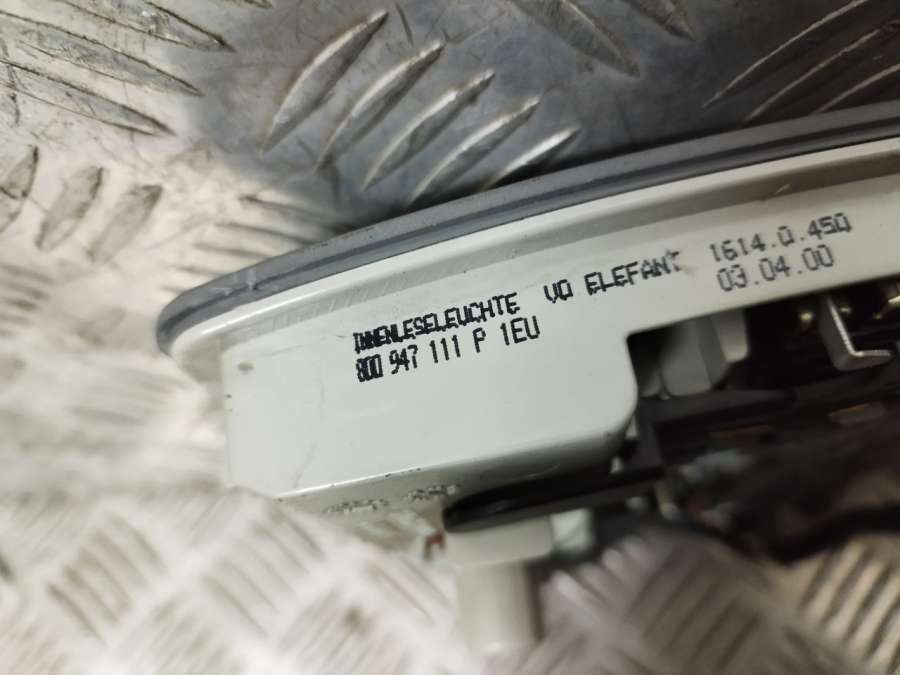 INNENLESELEUCHTE VO ELEFANT 1614.0.450
8D0 947 111 P 1EU 03.04.00